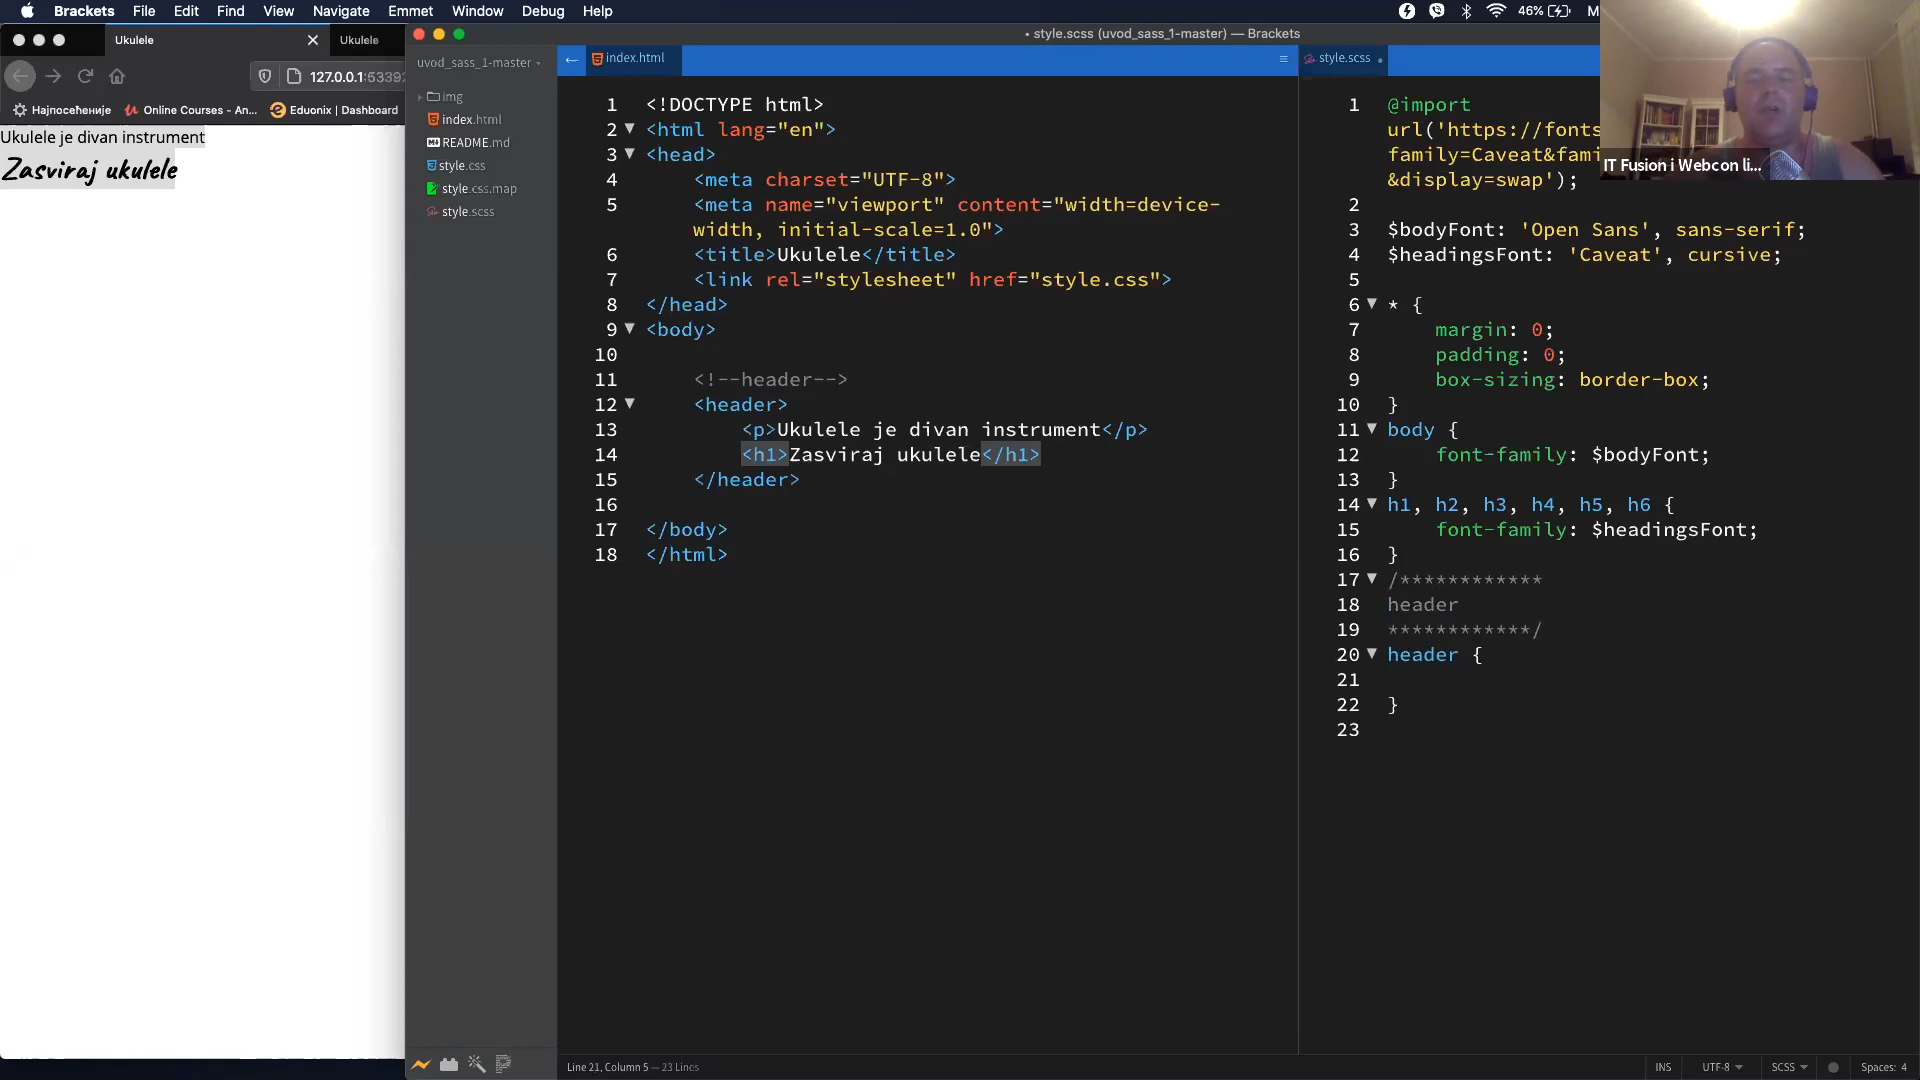 Brackets File Edit Find View Navigate Emmet Window Debug Help
46%
Ukulele
Ukulele
127.0.0.1:53392
Најпосећеније
Online Courses - An...
Eduonix | Dashboard
Ukulele je divan instrument
Zasviraj ukulele
• style.scss (uvod_sass_1-master) — Brackets
uvod_sass_1-master
img
index.html
README.md
style.css
style.css.map
style.scss
index.html
1 <!DOCTYPE html>
2 <html lang="en">
3 <head>
4 <meta charset="UTF-8">
5 <meta name="viewport" content="width=device-
width, initial-scale=1.0">
6 <title>Ukulele</title>
7 <link rel="stylesheet" href="style.css">
8 </head>
9 <body>
10
11 <!--header-->
12 <header>
13 <p>Ukulele je divan instrument</p>
14 <h1>Zasviraj ukulele</h1>
15 </header>
16
17 </body>
18 </html>
style.scss
1 @import
url('https://fonts
family=Caveat&fami
&display=swap');
2
3 $bodyFont: 'Open Sans', sans-serif;
4 $headingsFont: 'Caveat', cursive;
5
6 * {
7 margin: 0;
8 padding: 0;
9 box-sizing: border-box;
10 }
11 body {
12 font-family: $bodyFont;
13 }
14 h1, h2, h3, h4, h5, h6 {
15 font-family: $headingsFont;
16 }
17 /************
18 header
19 ************/
20 header {
21
22 }
23
IT Fusion i Webcon li...
Line 21, Column 5 — 23 Lines
INS
UTF-8
SCSS
Spaces: 4